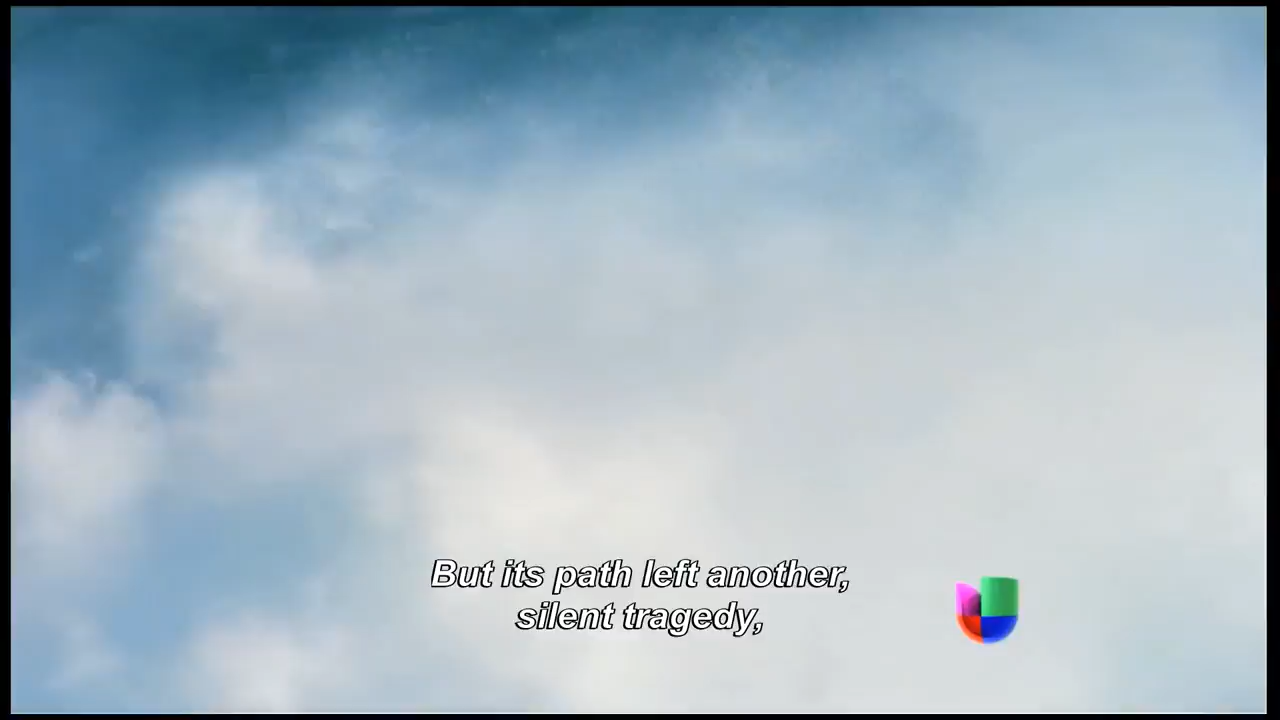 But its path left another,
silent tragedy,